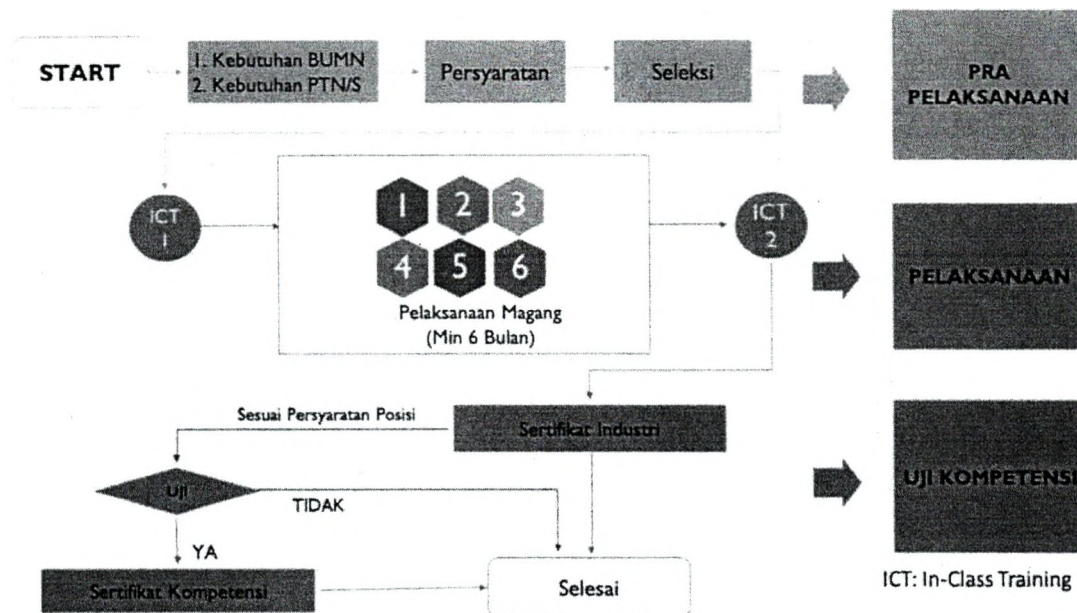 START
1. Kebutuhan BUMN
2. Kebutuhan PTN/S
Persyaratan
Seleksi
PRA
PELAKSANAAN
ICT
1
1
2
3
4
5
6
Pelaksanaan Magang
(Min 6 Bulan)
ICT
2
PELAKSANAAN
Sesuai Persyaratan Posisi
Sertifikat Industri
Uji
TIDAK
YA
Sertifikat Kompetensi
Selesai
UJI KOMPETENSI
ICT: In-Class Training